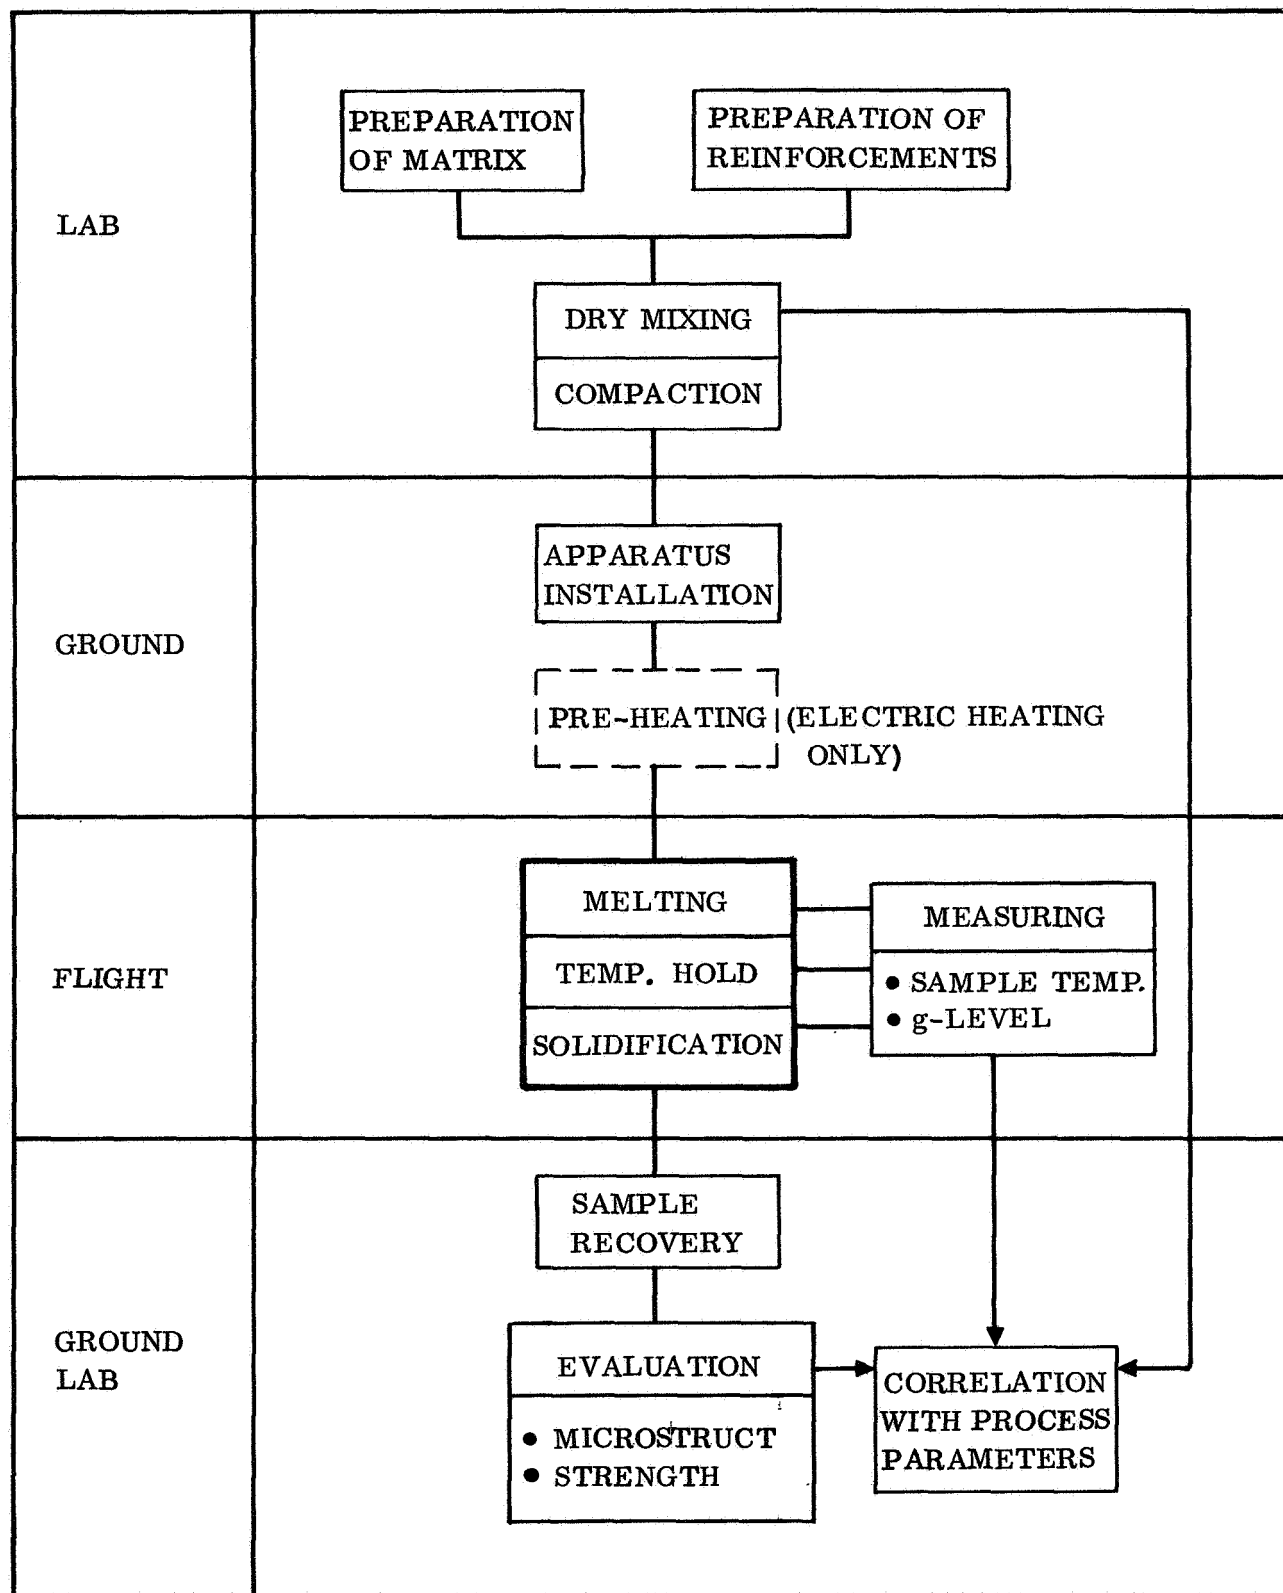 LAB
PREPARATION
OF MATRIX
PREPARATION OF
REINFORCEMENTS
DRY MIXING
COMPACTION
GROUND
APPARATUS
INSTALLATION
PRE-HEATING
(ELECTRIC HEATING
ONLY)
FLIGHT
MELTING
TEMP. HOLD
SOLIDIFICATION
MEASURING
• SAMPLE TEMP.
• g-LEVEL
GROUND
LAB
SAMPLE
RECOVERY
EVALUATION
• MICROSTRUCT
• STRENGTH
CORRELATION
WITH PROCESS
PARAMETERS